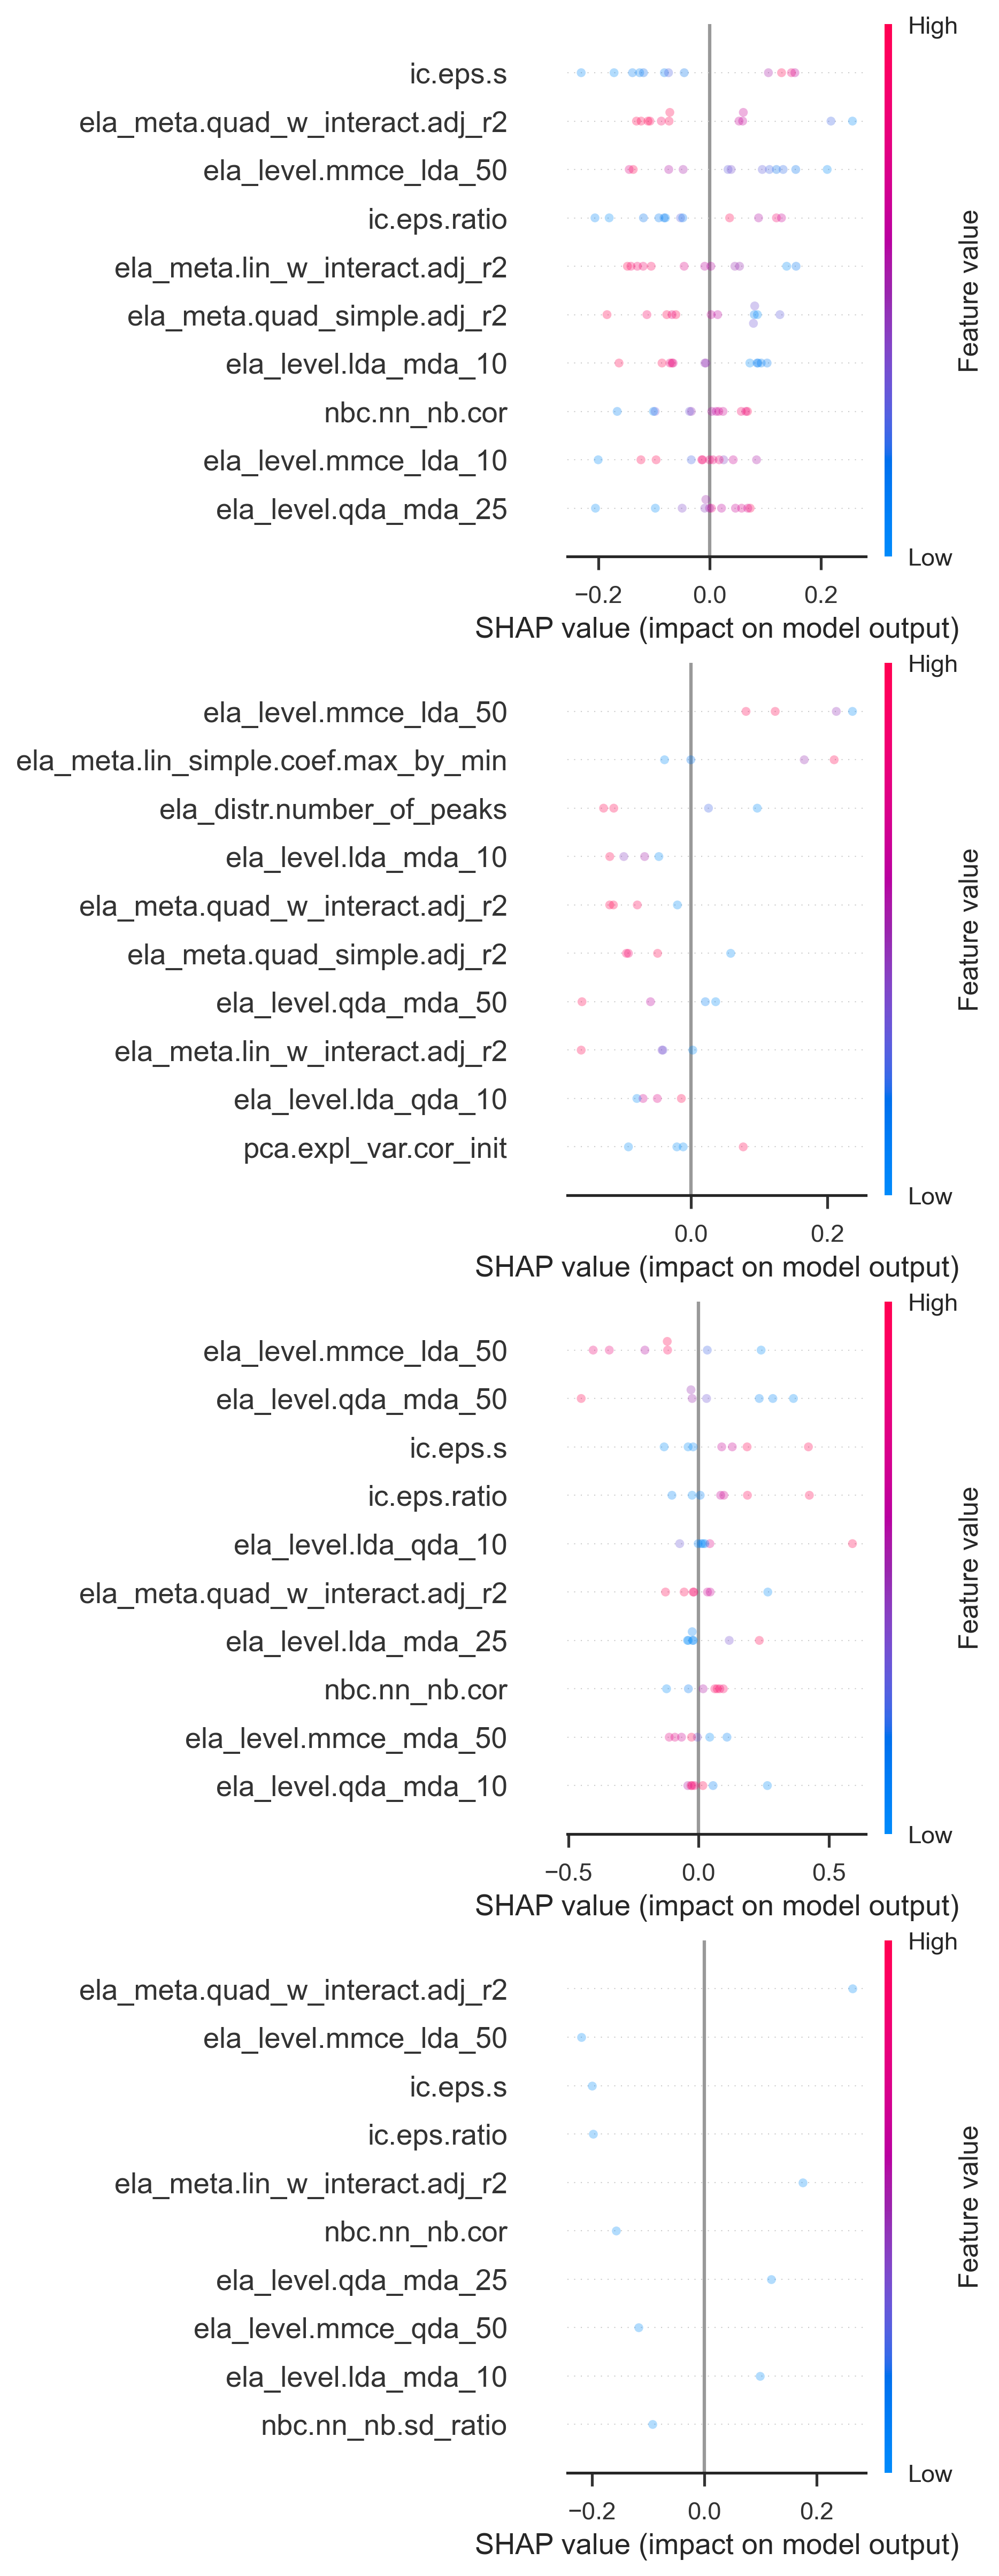 High
ic.eps.s
ela_meta.quad_w_interact.adj_r2
ela_level.mmce_lda_50
ic.eps.ratio
ela_meta.lin_w_interact.adj_r2
ela_meta.quad_simple.adj_r2
ela_level.lda_mda_10
nbc.nn_nb.cor
ela_level.mmce_lda_10
ela_level.qda_mda_25
Feature value
Low
−0.2 0.0 0.2
SHAP value (impact on model output)
High
ela_level.mmce_lda_50
ela_meta.lin_simple.coef.max_by_min
ela_distr.number_of_peaks
ela_level.lda_mda_10
ela_meta.quad_w_interact.adj_r2
ela_meta.quad_simple.adj_r2
ela_level.qda_mda_50
ela_meta.lin_w_interact.adj_r2
ela_level.lda_qda_10
pca.expl_var.cor_init
Feature value
Low
0.0 0.2
SHAP value (impact on model output)
High
ela_level.mmce_lda_50
ela_level.qda_mda_50
ic.eps.s
ic.eps.ratio
ela_level.lda_qda_10
ela_meta.quad_w_interact.adj_r2
ela_level.lda_mda_25
nbc.nn_nb.cor
ela_level.mmce_mda_50
ela_level.qda_mda_10
Feature value
Low
−0.5 0.0 0.5
SHAP value (impact on model output)
High
ela_meta.quad_w_interact.adj_r2
ela_level.mmce_lda_50
ic.eps.s
ic.eps.ratio
ela_meta.lin_w_interact.adj_r2
nbc.nn_nb.cor
ela_level.qda_mda_25
ela_level.mmce_qda_50
ela_level.lda_mda_10
nbc.nn_nb.sd_ratio
Feature value
Low
−0.2 0.0 0.2
SHAP value (impact on model output)